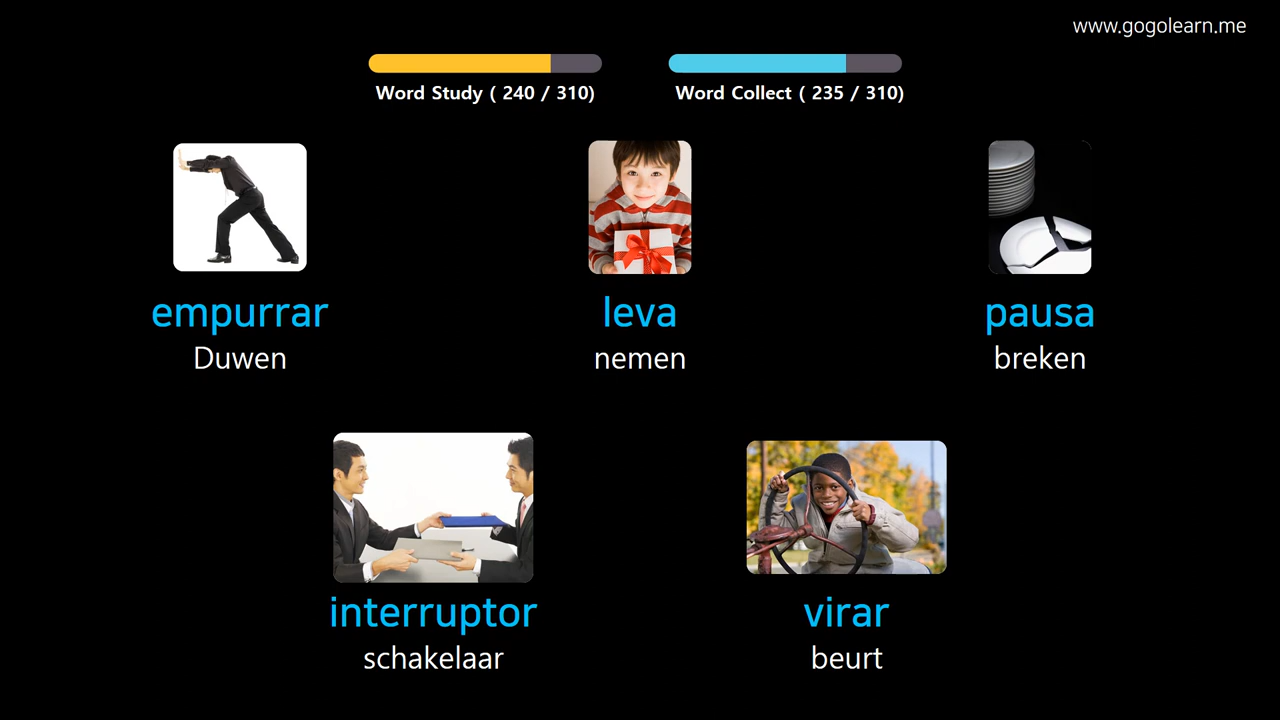 www.gogolearn.me
Word Study ( 240 / 310)
Word Collect ( 235 / 310)
empurrar
Duwen
leva
nemen
pausa
breken
interruptor
schakelaar
virar
beurt